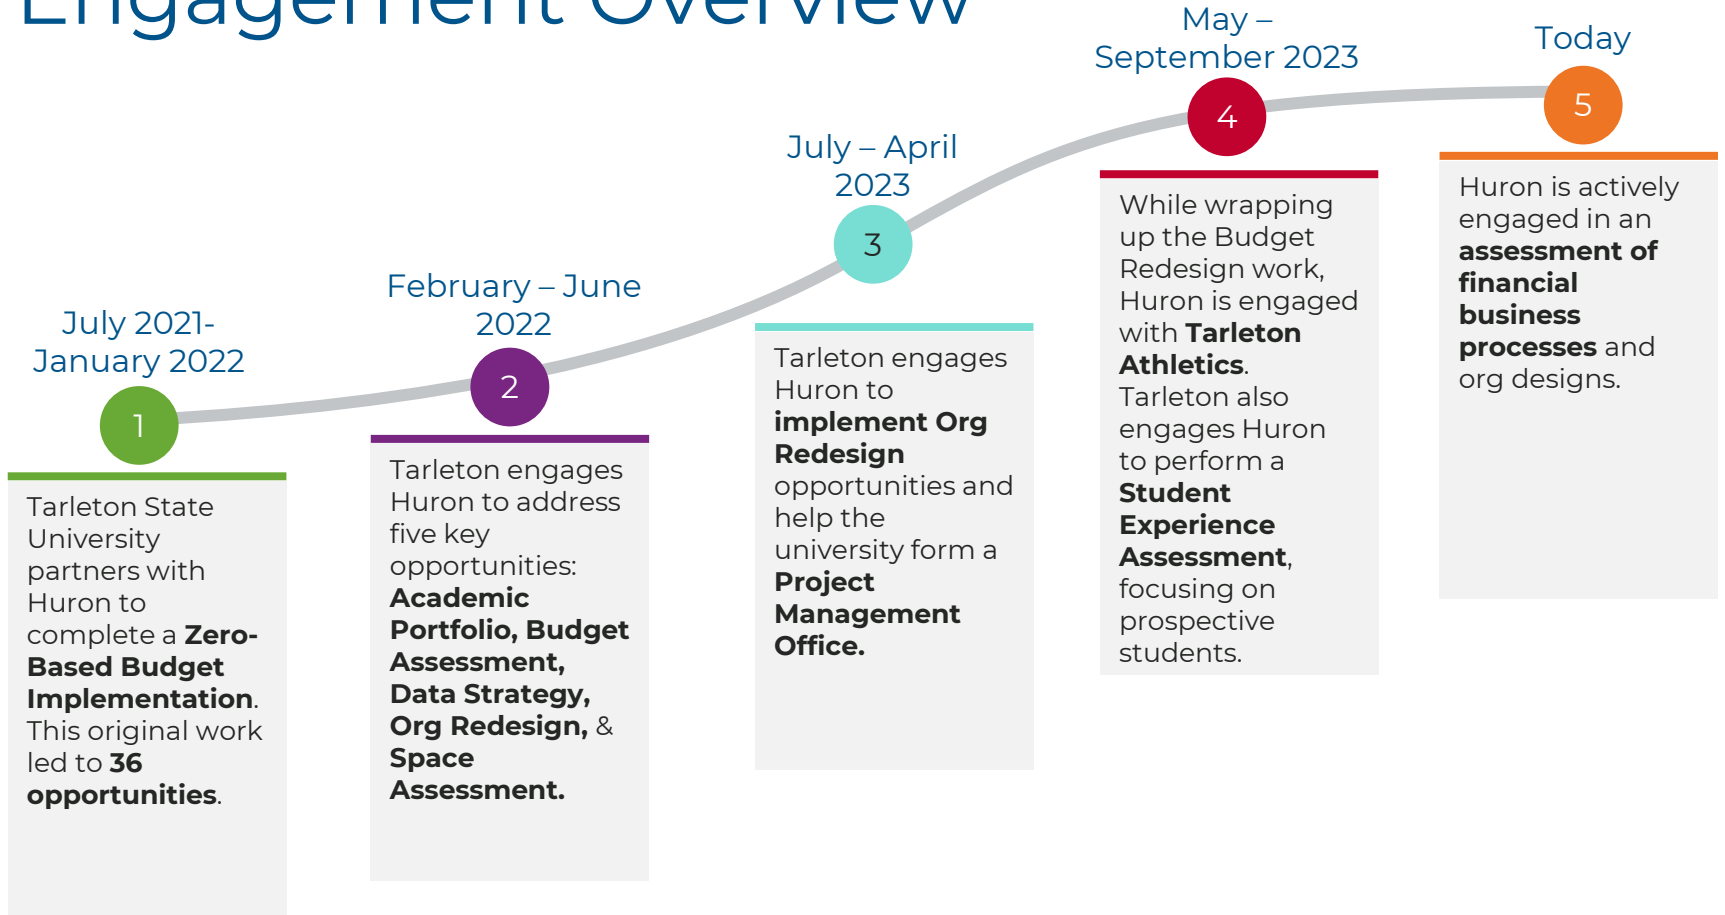 Engagement Overview
July 2021-
January 2022
1
Tarleton State
University
partners with
Huron to
complete a Zero-
Based Budget
Implementation.
This original work
led to 36
opportunities.
February – June
2022
2
Tarleton engages
Huron to address
five key
opportunities:
Academic
Portfolio, Budget
Assessment,
Data Strategy,
Org Redesign, &
Space
Assessment.
July – April
2023
3
Tarleton engages
Huron to
implement Org
Redesign
opportunities and
help the
university form a
Project
Management
Office.
May –
September 2023
4
While wrapping
up the Budget
Redesign work,
Huron is engaged
with Tarleton
Athletics.
Tarleton also
engages Huron
to perform a
Student
Experience
Assessment,
focusing on
prospective
students.
Today
5
Huron is actively
engaged in an
assessment of
financial
business
processes and
org designs.